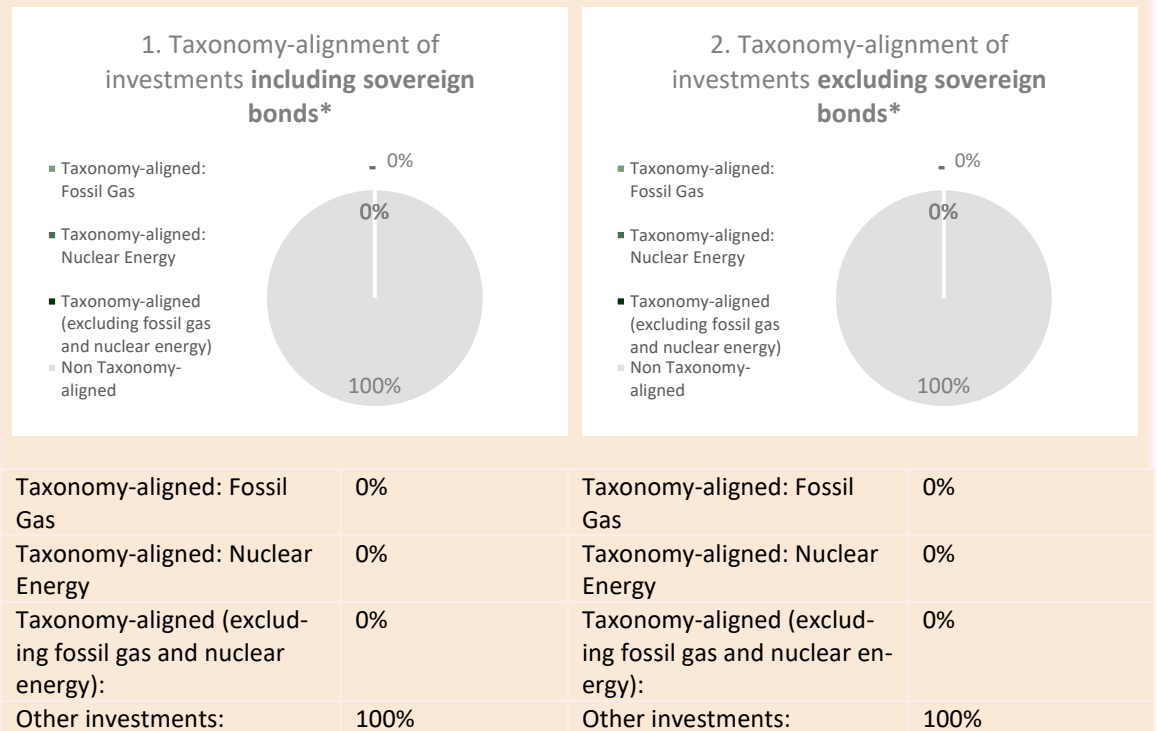 1. Taxonomy-alignment of
investments including sovereign
bonds*
Taxonomy-aligned:
Fossil Gas
Taxonomy-aligned:
Nuclear Energy
Taxonomy-aligned
(excluding fossil gas
and nuclear energy)
Non Taxonomy-
aligned
- 0%
0%
100%
2. Taxonomy-alignment of
investments excluding sovereign
bonds*
Taxonomy-aligned:
Fossil Gas
Taxonomy-aligned:
Nuclear Energy
Taxonomy-aligned
(excluding fossil gas
and nuclear energy)
Non Taxonomy-
aligned
- 0%
0%
100%
Taxonomy-aligned: Fossil
Gas
0%
Taxonomy-aligned: Fossil
Gas
0%
Taxonomy-aligned: Nuclear
Energy
0%
Taxonomy-aligned: Nuclear
Energy
0%
Taxonomy-aligned (exclud-
ing fossil gas and nuclear
energy):
0%
Taxonomy-aligned (exclud-
ing fossil gas and nuclear en-
ergy):
0%
Other investments:
100%
Other investments:
100%